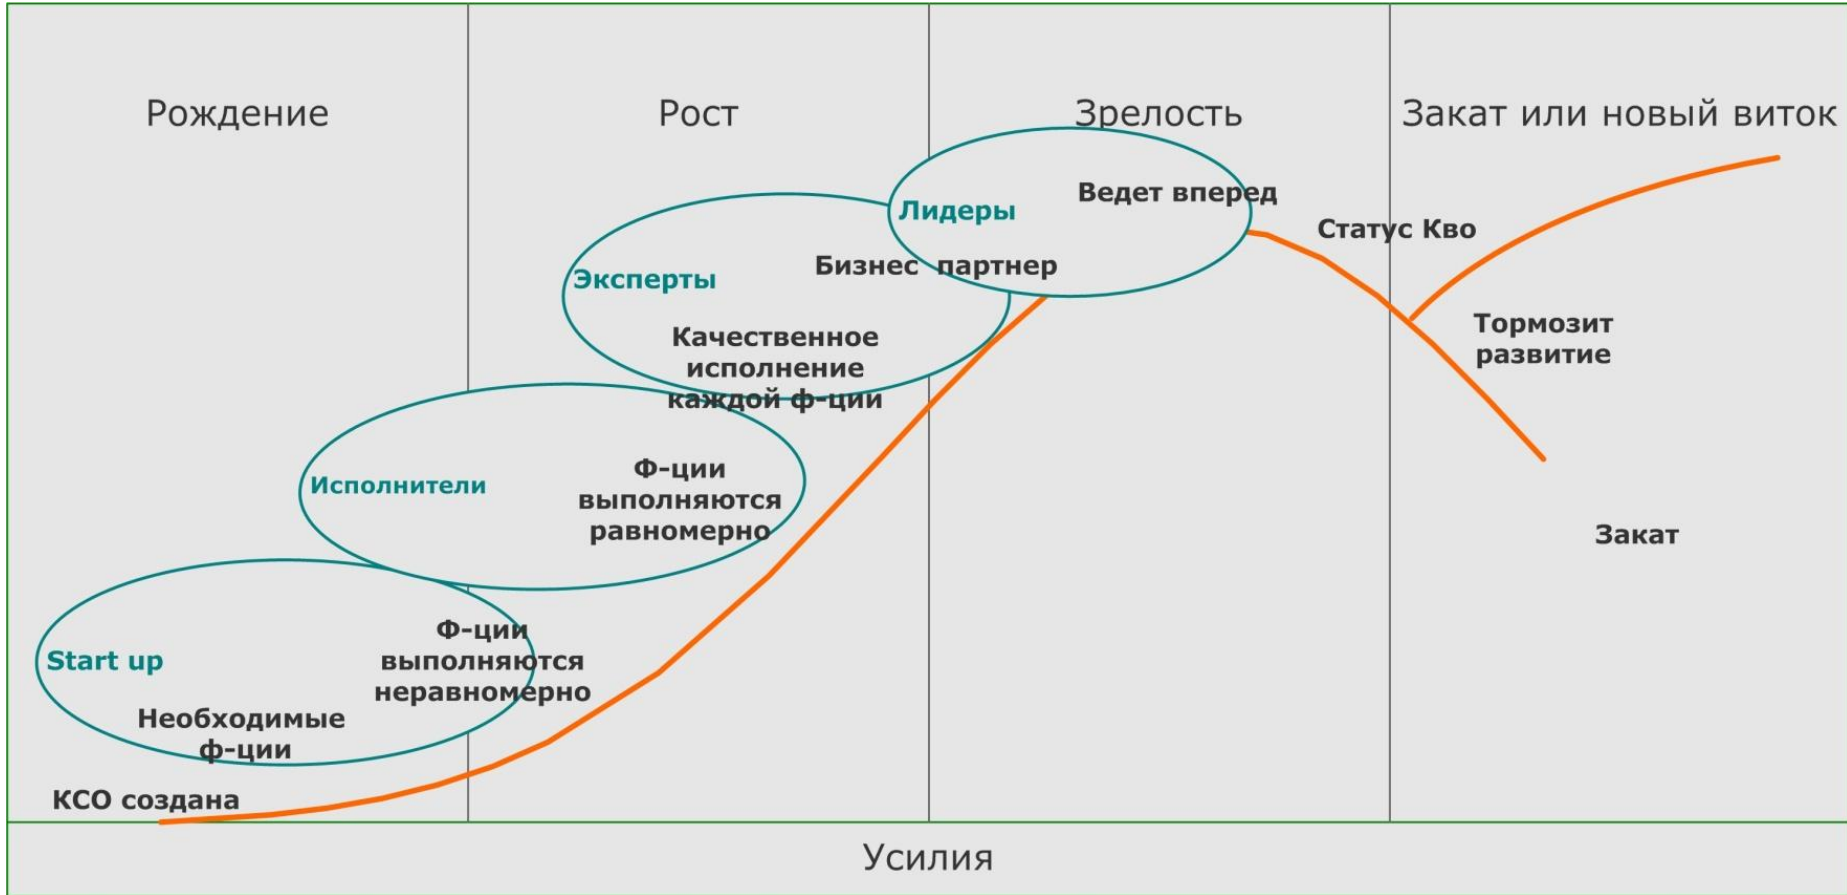 Рождение
Рост
Зрелость
Закат или новый виток
Ведет вперед
Лидеры
Статус Кво
Бизнес партнер
Эксперты
Качественное
исполнение
каждой ф-ции
Тормозит
развитие
Исполнители
Ф-ции
выполняются
равномерно
Закат
Start up
Ф-ции
выполняются
неравномерно
Необходимые
ф-ции
КСО создана
Усилия